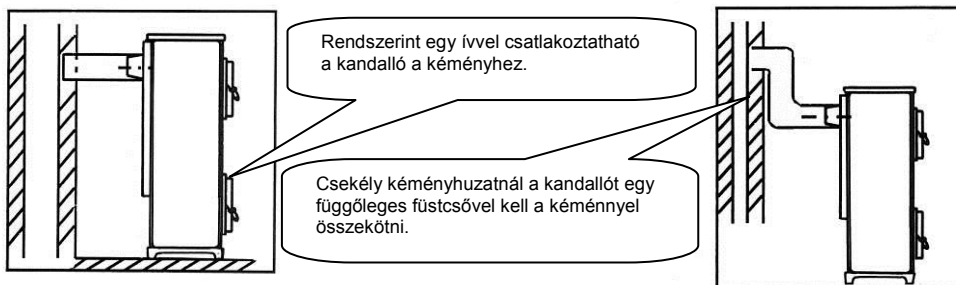 Rendszerint egy ívvel csatlakoztatható
a kandalló a kéményhez.
Csekély kéményhuzatnál a kandallót egy
függőleges füstcsővel kell a kéménnyel
összekötni.